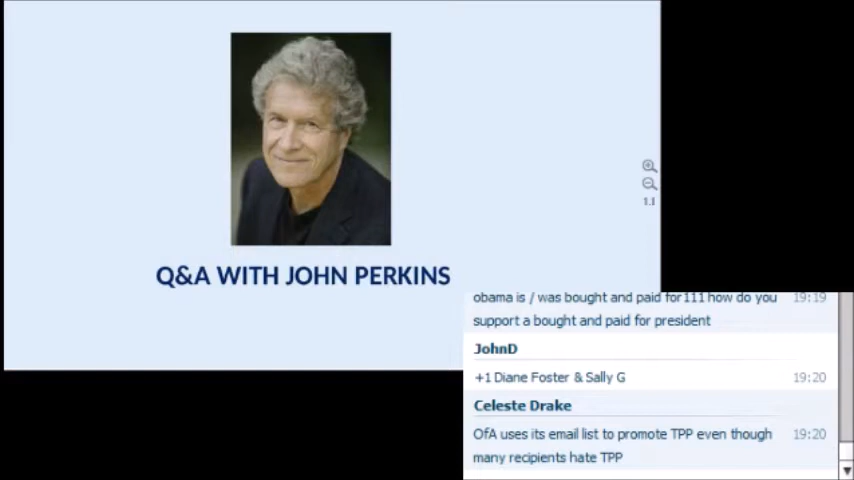 1.1
Q&A WITH JOHN PERKINS
obama is / was bought and paid for111 how do you 19:19
support a bought and paid for president
JohnD
+1 Diane Foster & Sally G 19:20
Celeste Drake
OfA uses its email list to promote TPP even though 19:20
many recipients hate TPP